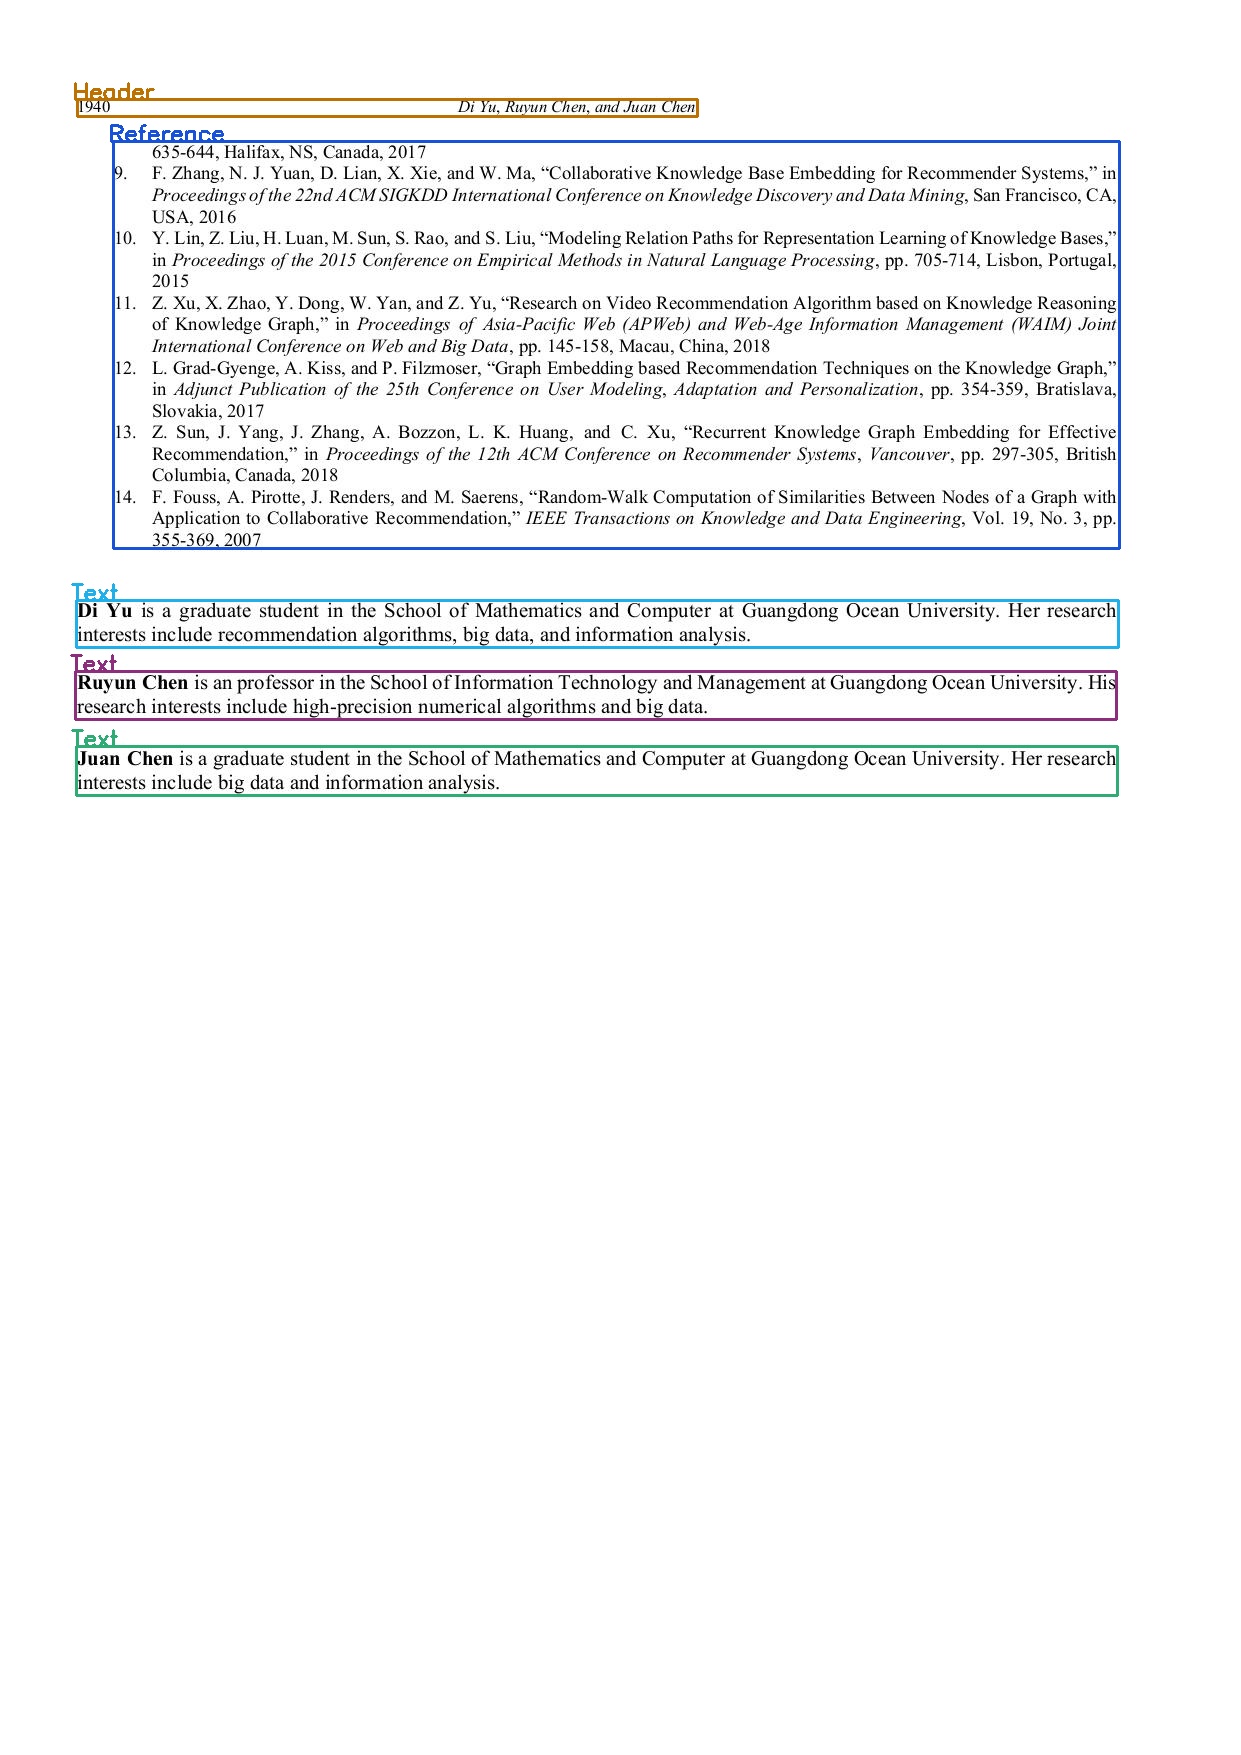 Header
1940 Di Yu, Ruyun Chen, and Juan Chen
Reference
635-644, Halifax, NS, Canada, 2017
9. F. Zhang, N. J. Yuan, D. Lian, X. Xie, and W. Ma, “Collaborative Knowledge Base Embedding for Recommender Systems,” in
Proceedings of the 22nd ACM SIGKDD International Conference on Knowledge Discovery and Data Mining, San Francisco, CA,
USA, 2016
10. Y. Lin, Z. Liu, H. Luan, M. Sun, S. Rao, and S. Liu, “Modeling Relation Paths for Representation Learning of Knowledge Bases,”
in Proceedings of the 2015 Conference on Empirical Methods in Natural Language Processing, pp. 705-714, Lisbon, Portugal,
2015
11. Z. Xu, X. Zhao, Y. Dong, W. Yan, and Z. Yu, “Research on Video Recommendation Algorithm based on Knowledge Reasoning
of Knowledge Graph,” in Proceedings of Asia-Pacific Web (APWeb) and Web-Age Information Management (WAIM) Joint
International Conference on Web and Big Data, pp. 145-158, Macau, China, 2018
12. L. Grad-Gyenge, A. Kiss, and P. Filzmoser, “Graph Embedding based Recommendation Techniques on the Knowledge Graph,”
in Adjunct Publication of the 25th Conference on User Modeling, Adaptation and Personalization, pp. 354-359, Bratislava,
Slovakia, 2017
13. Z. Sun, J. Yang, J. Zhang, A. Bozzon, L. K. Huang, and C. Xu, “Recurrent Knowledge Graph Embedding for Effective
Recommendation,” in Proceedings of the 12th ACM Conference on Recommender Systems, Vancouver, pp. 297-305, British
Columbia, Canada, 2018
14. F. Fouss, A. Pirotte, J. Renders, and M. Saerens, “Random-Walk Computation of Similarities Between Nodes of a Graph with
Application to Collaborative Recommendation,” IEEE Transactions on Knowledge and Data Engineering, Vol. 19, No. 3, pp.
355-369, 2007
Text
Di Yu is a graduate student in the School of Mathematics and Computer at Guangdong Ocean University. Her research
interests include recommendation algorithms, big data, and information analysis.
Text
Ruyun Chen is an professor in the School of Information Technology and Management at Guangdong Ocean University. His
research interests include high-precision numerical algorithms and big data.
Text
Juan Chen is a graduate student in the School of Mathematics and Computer at Guangdong Ocean University. Her research
interests include big data and information analysis.